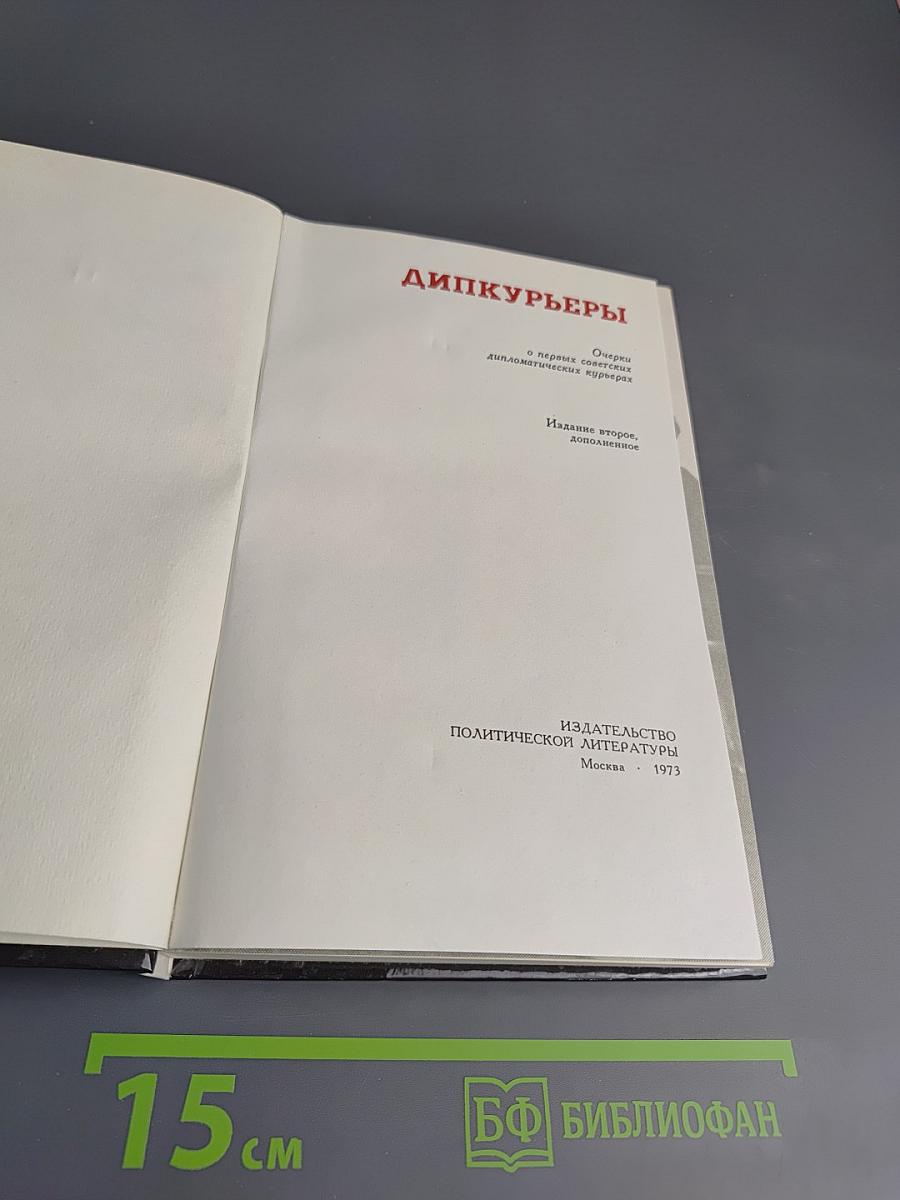 ДИПКУРЬЕРЫ
Очерки
о первых советских
дипломатических курьерах
Издание второе,
дополненное
ИЗДАТЕЛЬСТВО
ПОЛИТИЧЕСКОЙ ЛИТЕРАТУРЫ
Москва · 1973
15 см
БФ БИБЛИОФАН